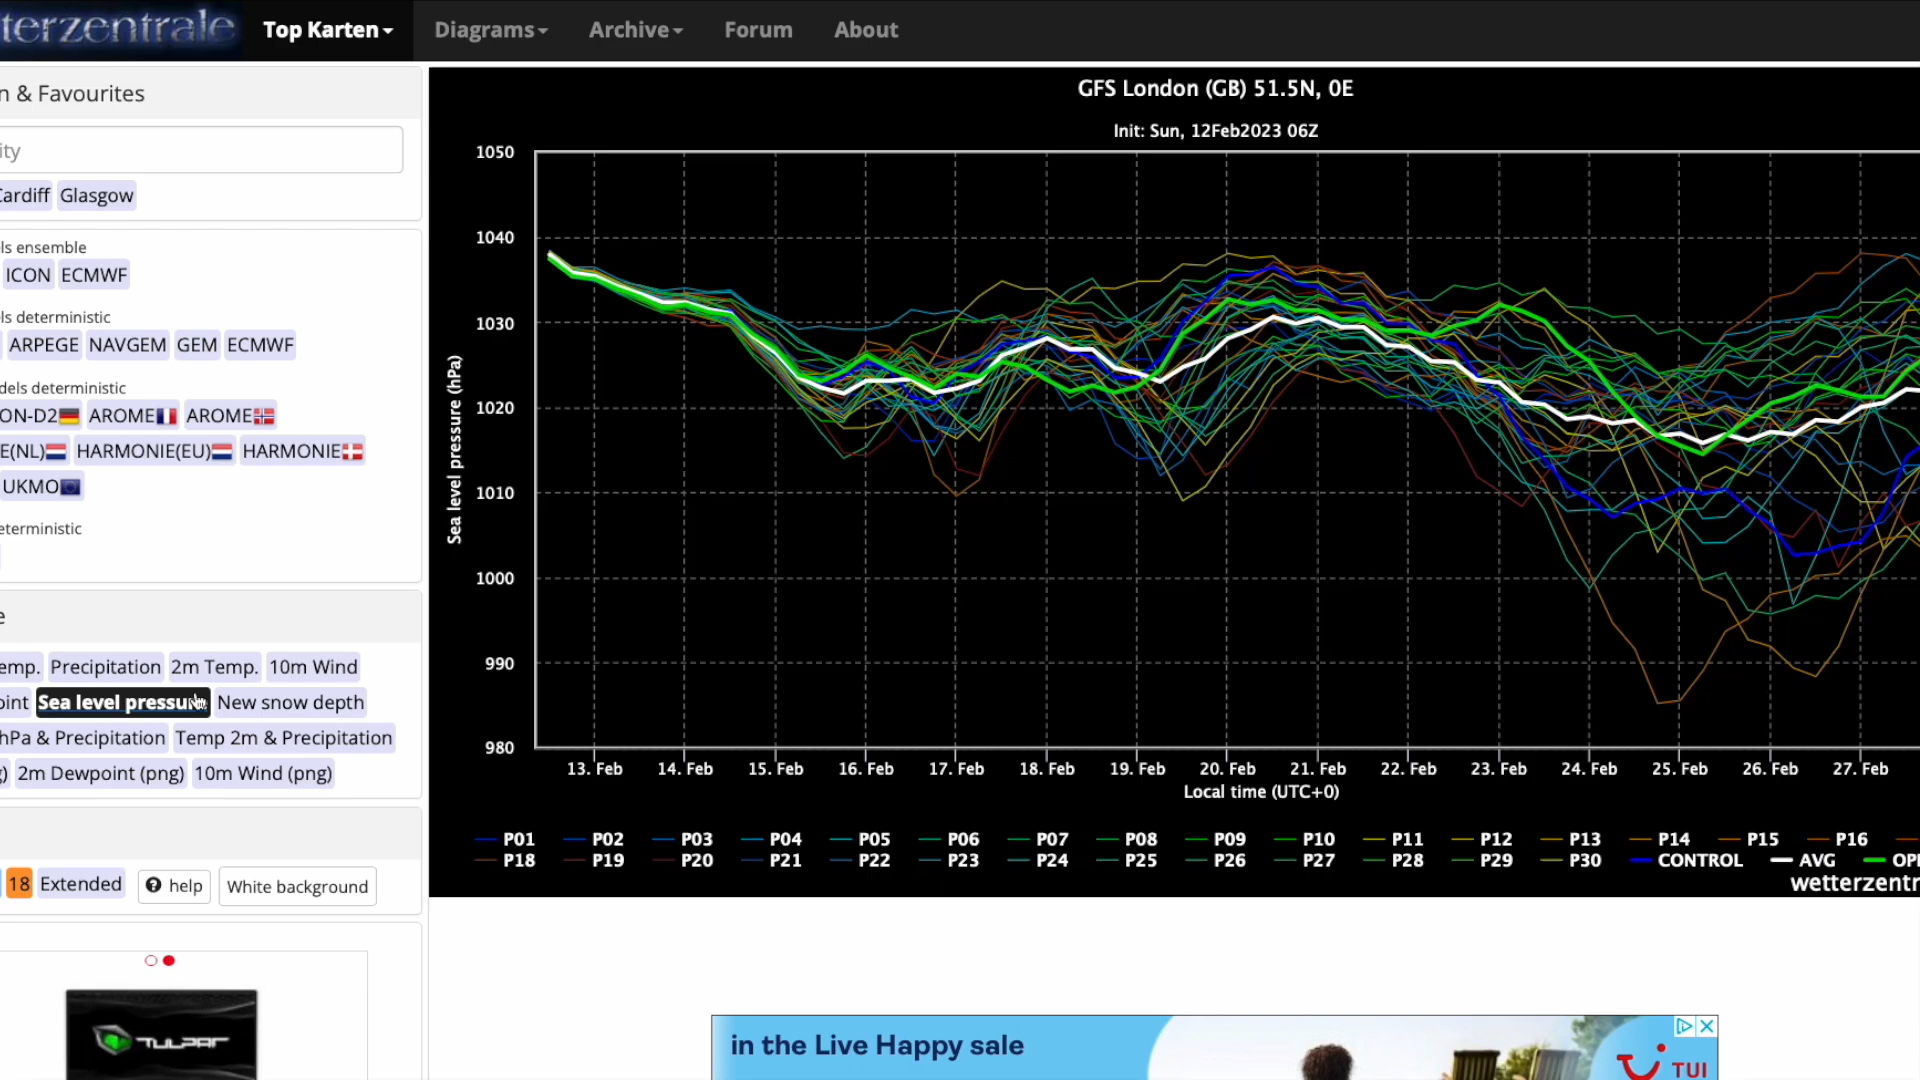 terzentrale
Top Karten
Diagrams
Archive
Forum
About
n & Favourites
ity
Cardiff Glasgow
ls ensemble
ICON ECMWF
ls deterministic
ARPEGE NAVGEM GEM ECMWF
dels deterministic
ON-D2 AROME AROME
E(NL) HARMONIE(EU) HARMONIE
UKMO
eterministic
e
emp. Precipitation 2m Temp. 10m Wind
oint Sea level pressure New snow depth
hPa & Precipitation Temp 2m & Precipitation
g) 2m Dewpoint (png) 10m Wind (png)
18 Extended help White background
TULPAR
GFS London (GB) 51.5N, 0E
Init: Sun, 12Feb2023 06Z
Sea level pressure (hPa)
1050
1040
1030
1020
1010
1000
990
980
13. Feb 14. Feb 15. Feb 16. Feb 17. Feb 18. Feb 19. Feb 20. Feb 21. Feb 22. Feb 23. Feb 24. Feb 25. Feb 26. Feb 27. Feb
Local time (UTC+0)
P01 P02 P03 P04 P05 P06 P07 P08 P09 P10 P11 P12 P13 P14 P15 P16
P18 P19 P20 P21 P22 P23 P24 P25 P26 P27 P28 P29 P30 CONTROL AVG OPE
wetterzentr
in the Live Happy sale
TUI